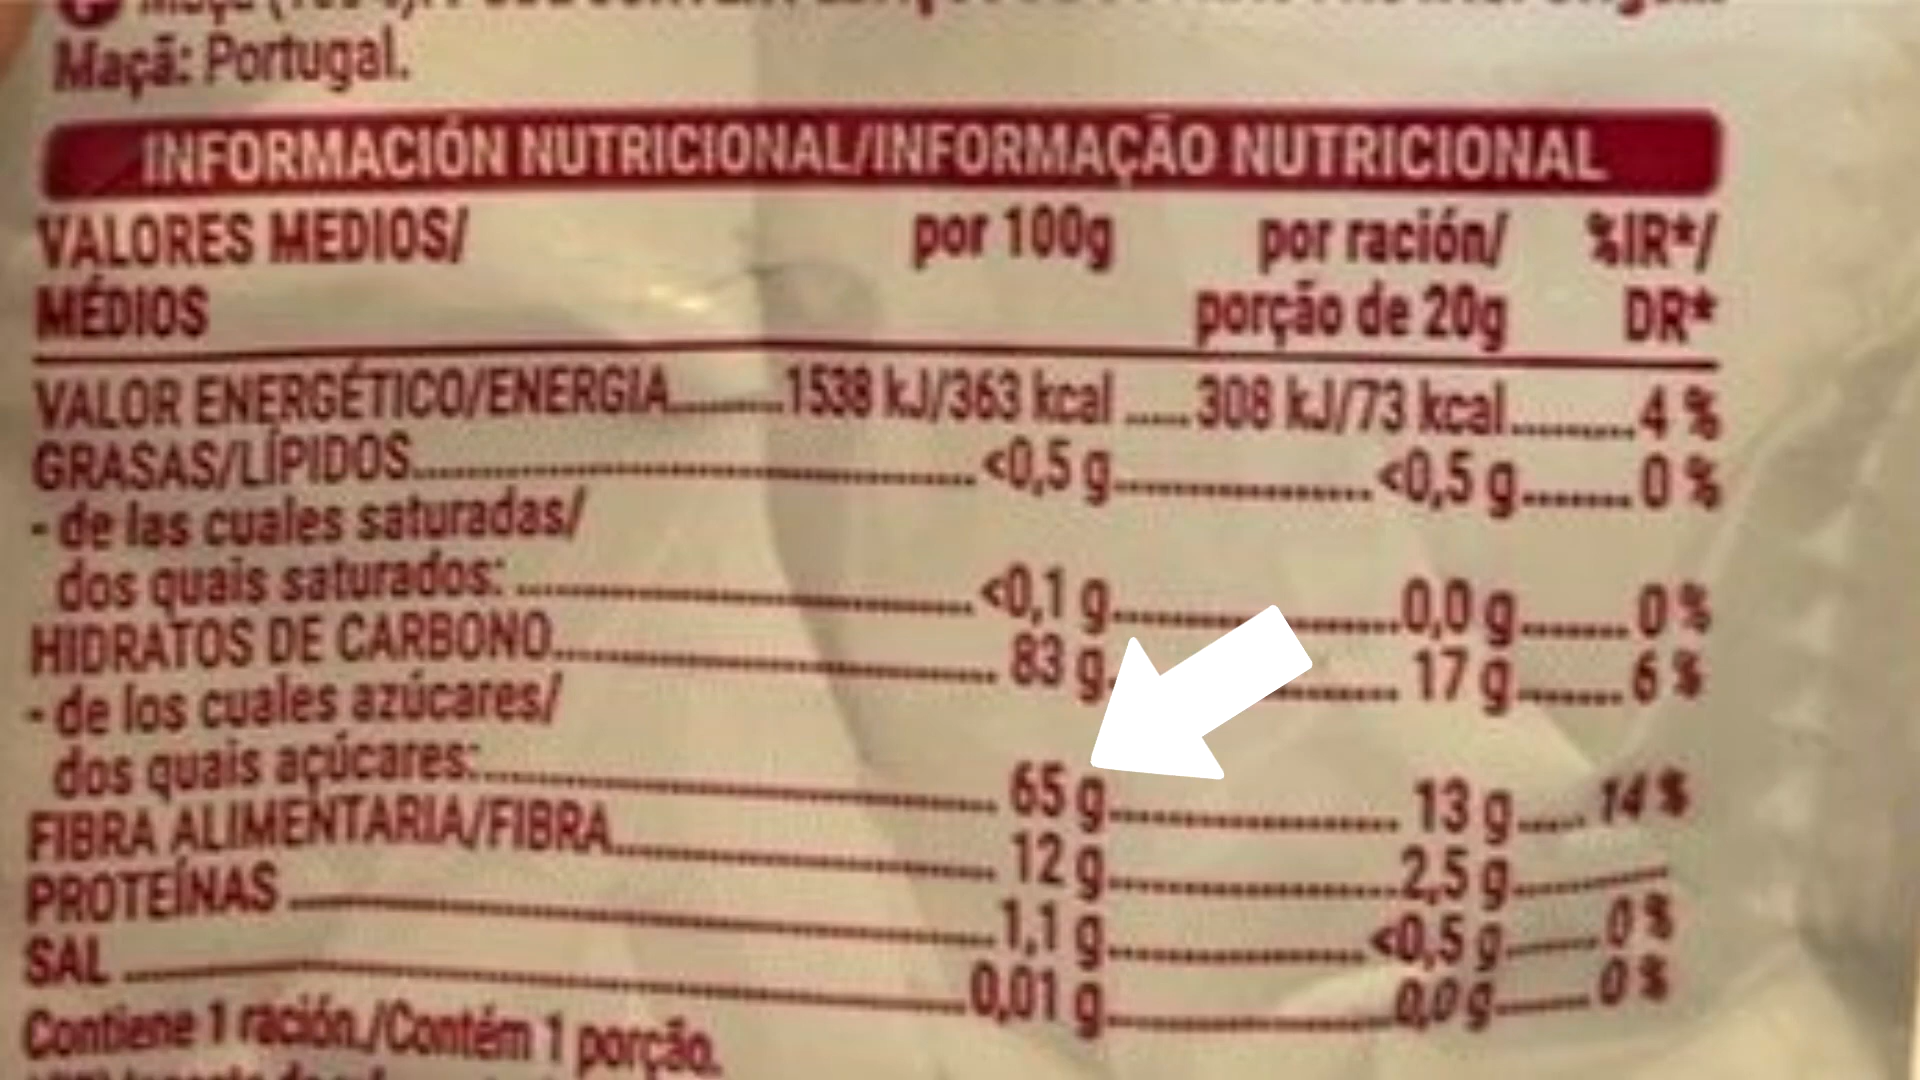 Maçã: Portugal.
INFORMACIÓN NUTRICIONAL/INFORMAÇÃO NUTRICIONAL
VALORES MEDIOS/ por 100g por ración/ %IR*/
MÉDIOS porção de 20g DR*
VALOR ENERGÉTICO/ENERGIA........1538 kJ/363 kcal......308 kJ/73 kcal..........4 %
GRASAS/LÍPIDOS........<0,5 g........<0,5 g........0 %
- de las cuales saturadas/
dos quais saturados:........<0,1 g........0,0 g........0 %
HIDRATOS DE CARBONO........83 g........17 g........6 %
- de los cuales azúcares/
dos quais açúcares:........65 g........13 g.....14 %
FIBRA ALIMENTARIA/FIBRA........12 g........2,5 g........
PROTEÍNAS........1,1 g........<0,5 g........0 %
SAL........0,01 g........0,0 g........0 %
Contiene 1 ración./Contém 1 porção.